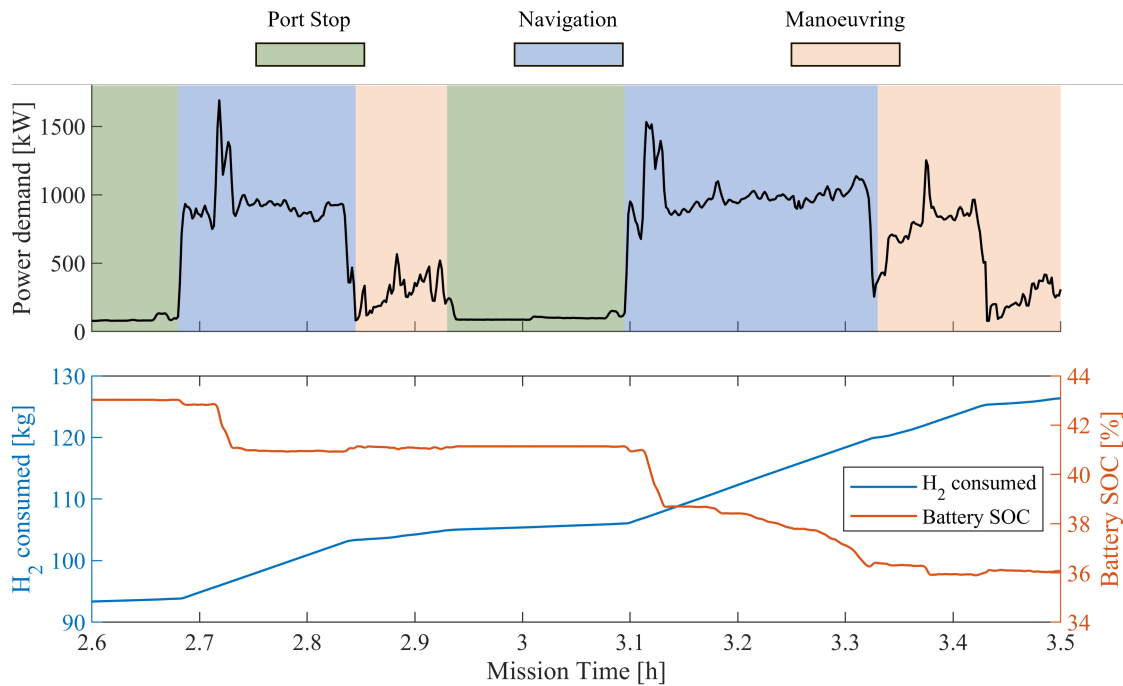 Port Stop Navigation Manoeuvring
Power demand [kW]
1500
1000
500
0
H₂ consumed [kg]
130
120
110
100
90
Battery SOC [%]
44
42
40
38
36
34
H₂ consumed
Battery SOC
2.6 2.7 2.8 2.9 3 3.1 3.2 3.3 3.4 3.5
Mission Time [h]